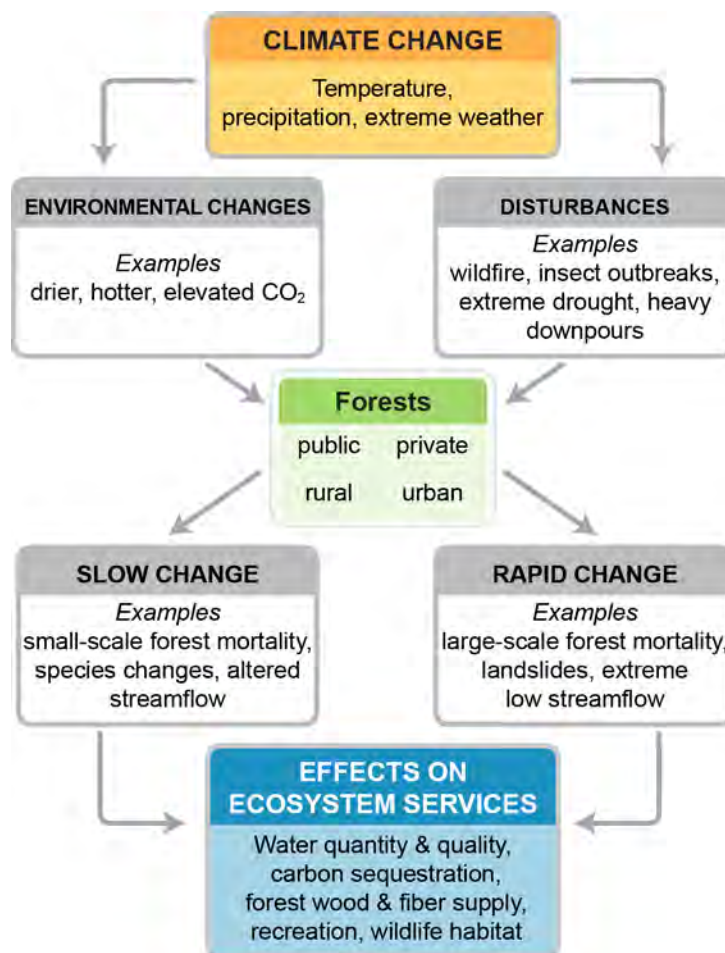 CLIMATE CHANGE
Temperature,
precipitation, extreme weather
ENVIRONMENTAL CHANGES
Examples
drier, hotter, elevated CO₂
DISTURBANCES
Examples
wildfire, insect outbreaks,
extreme drought, heavy
downpours
Forests
public private
rural urban
SLOW CHANGE
Examples
small-scale forest mortality,
species changes, altered
streamflow
RAPID CHANGE
Examples
large-scale forest mortality,
landslides, extreme
low streamflow
EFFECTS ON
ECOSYSTEM SERVICES
Water quantity & quality,
carbon sequestration,
forest wood & fiber supply,
recreation, wildlife habitat